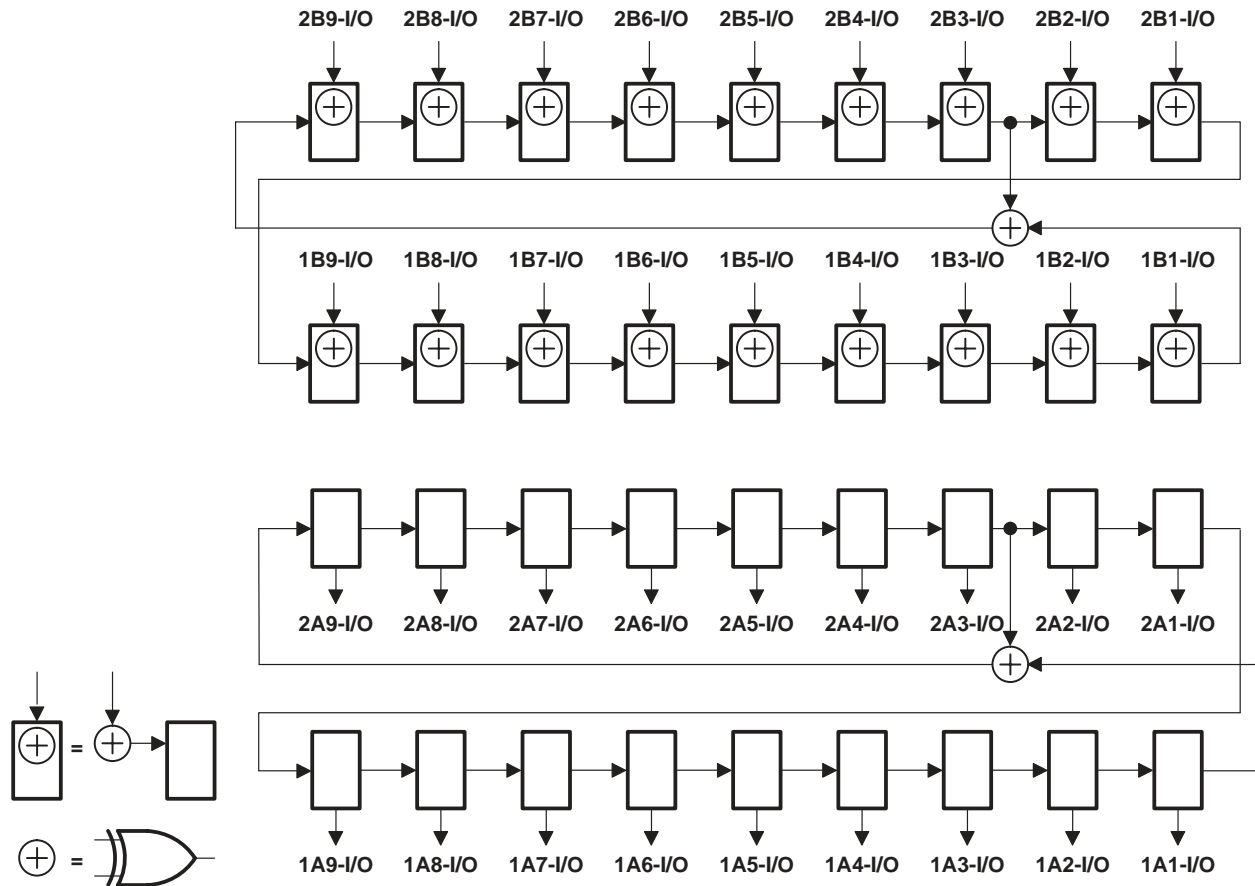 2B9-I/O 2B8-I/O 2B7-I/O 2B6-I/O 2B5-I/O 2B4-I/O 2B3-I/O 2B2-I/O 2B1-I/O
1B9-I/O 1B8-I/O 1B7-I/O 1B6-I/O 1B5-I/O 1B4-I/O 1B3-I/O 1B2-I/O 1B1-I/O
2A9-I/O 2A8-I/O 2A7-I/O 2A6-I/O 2A5-I/O 2A4-I/O 2A3-I/O 2A2-I/O 2A1-I/O
=
=
1A9-I/O 1A8-I/O 1A7-I/O 1A6-I/O 1A5-I/O 1A4-I/O 1A3-I/O 1A2-I/O 1A1-I/O